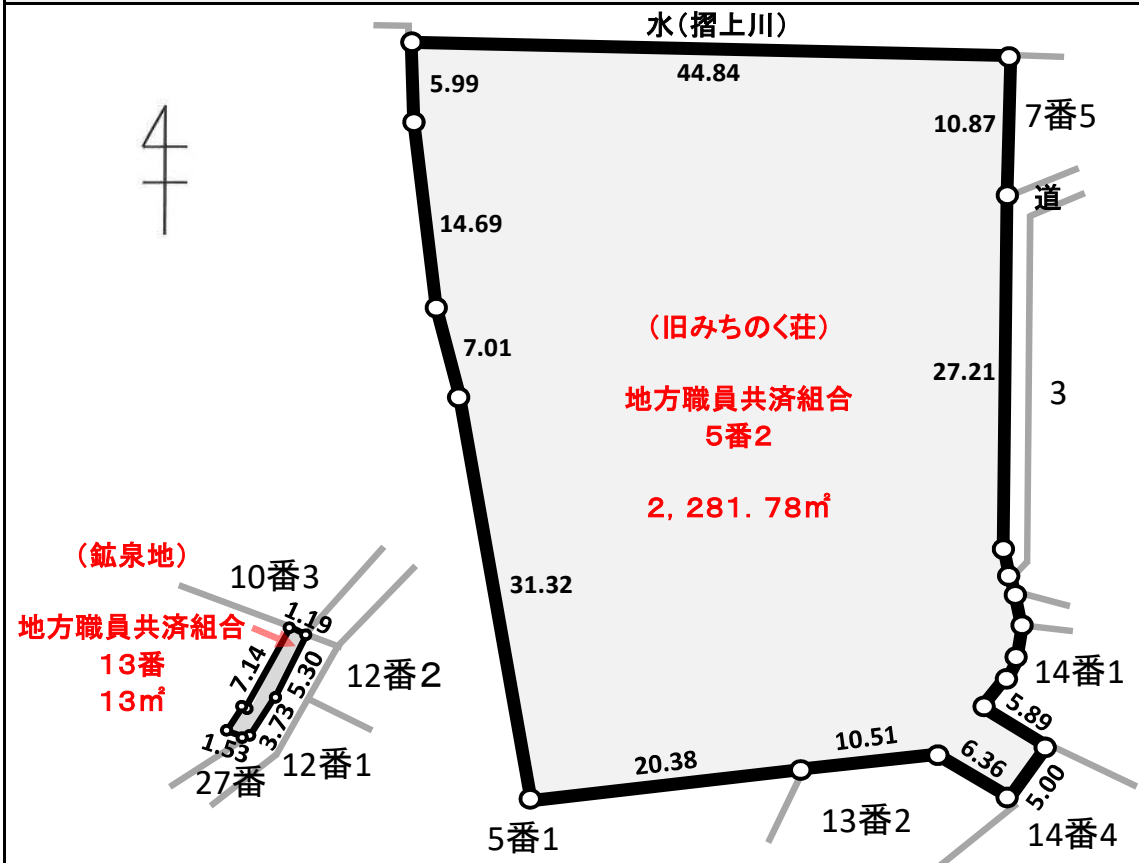 水(摺上川)
44.84
5.99
10.87
7番5
道
14.69
7.01
27.21
3
(旧みちのく荘)
地方職員共済組合
5番2
2, 281. 78㎡
31.32
(鉱泉地)
10番3
地方職員共済組合
13番
13㎡
1.19
7.14
5.30
3.73
1.53
12番2
12番1
27番
14番1
5.89
6.36
5.00
10.51
20.38
5番1
13番2
14番4